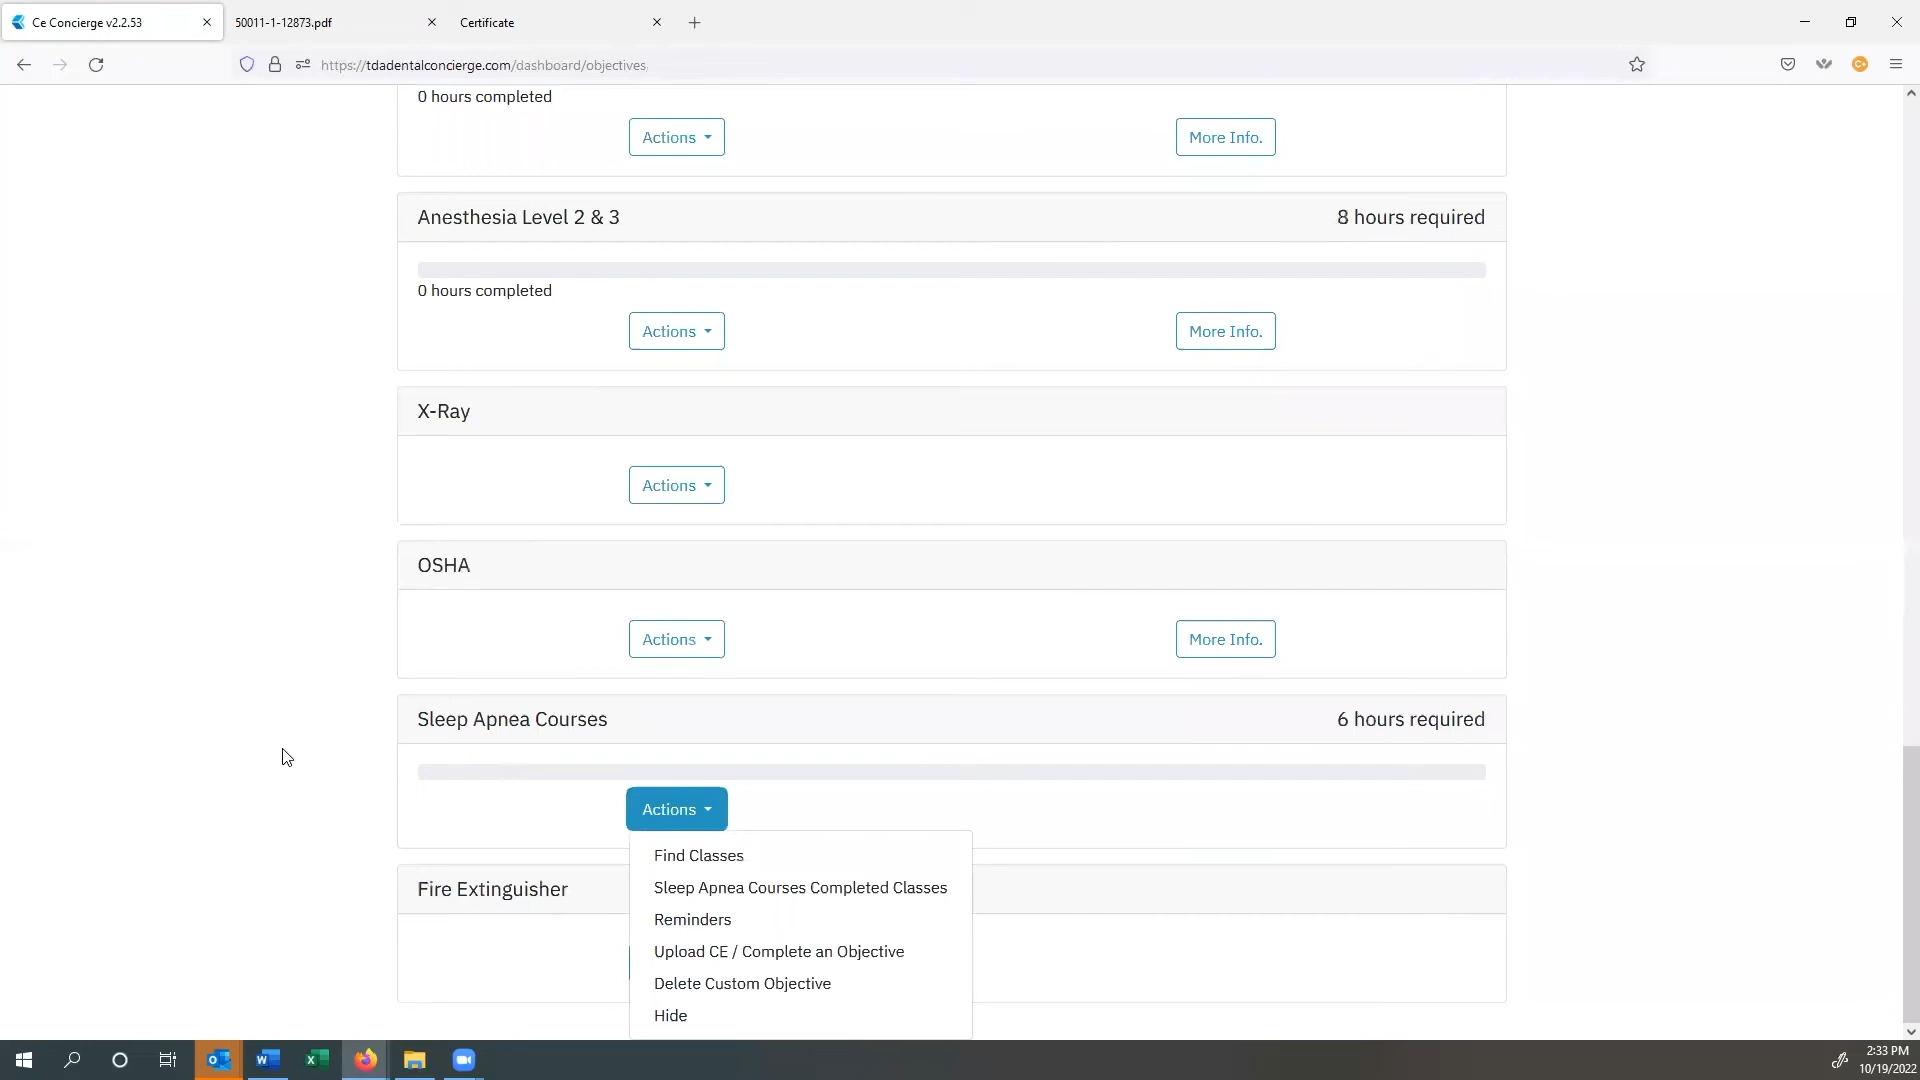 Ce Concierge v2.2.53
50011-1-12873.pdf
Certificate
https://tdadentalconcierge.com/dashboard/objectives
0 hours completed
Actions
More Info.
Anesthesia Level 2 & 3
8 hours required
0 hours completed
Actions
More Info.
X-Ray
Actions
OSHA
Actions
More Info.
Sleep Apnea Courses
6 hours required
Actions
Find Classes
Sleep Apnea Courses Completed Classes
Fire Extinguisher
Reminders
Upload CE / Complete an Objective
Delete Custom Objective
Hide
2:33 PM
10/19/2022